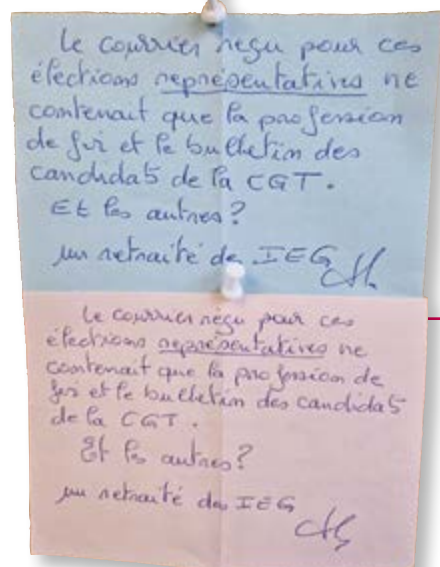 Le courrier reçu pour ces
élections représentatives ne
contenait que la profession
de foi et le bulletin des
candidats de la CGT.
Et les autres?
un retraité des IEG
Le courrier reçu pour ces
élections représentatives ne
contenait que la profession de
foi et le bulletin des candidats
de la CGT.
Et les autres?
un retraité des IEG